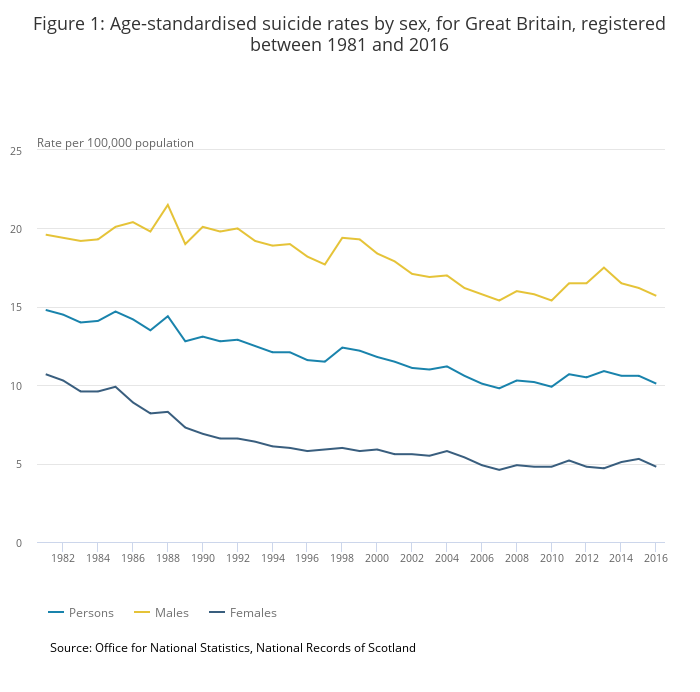 Figure 1: Age-standardised suicide rates by sex, for Great Britain, registered
between 1981 and 2016
Rate per 100,000 population
25
20
15
10
5
0
1982 1984 1986 1988 1990 1992 1994 1996 1998 2000 2002 2004 2006 2008 2010 2012 2014 2016
Persons Males Females
Source: Office for National Statistics, National Records of Scotland